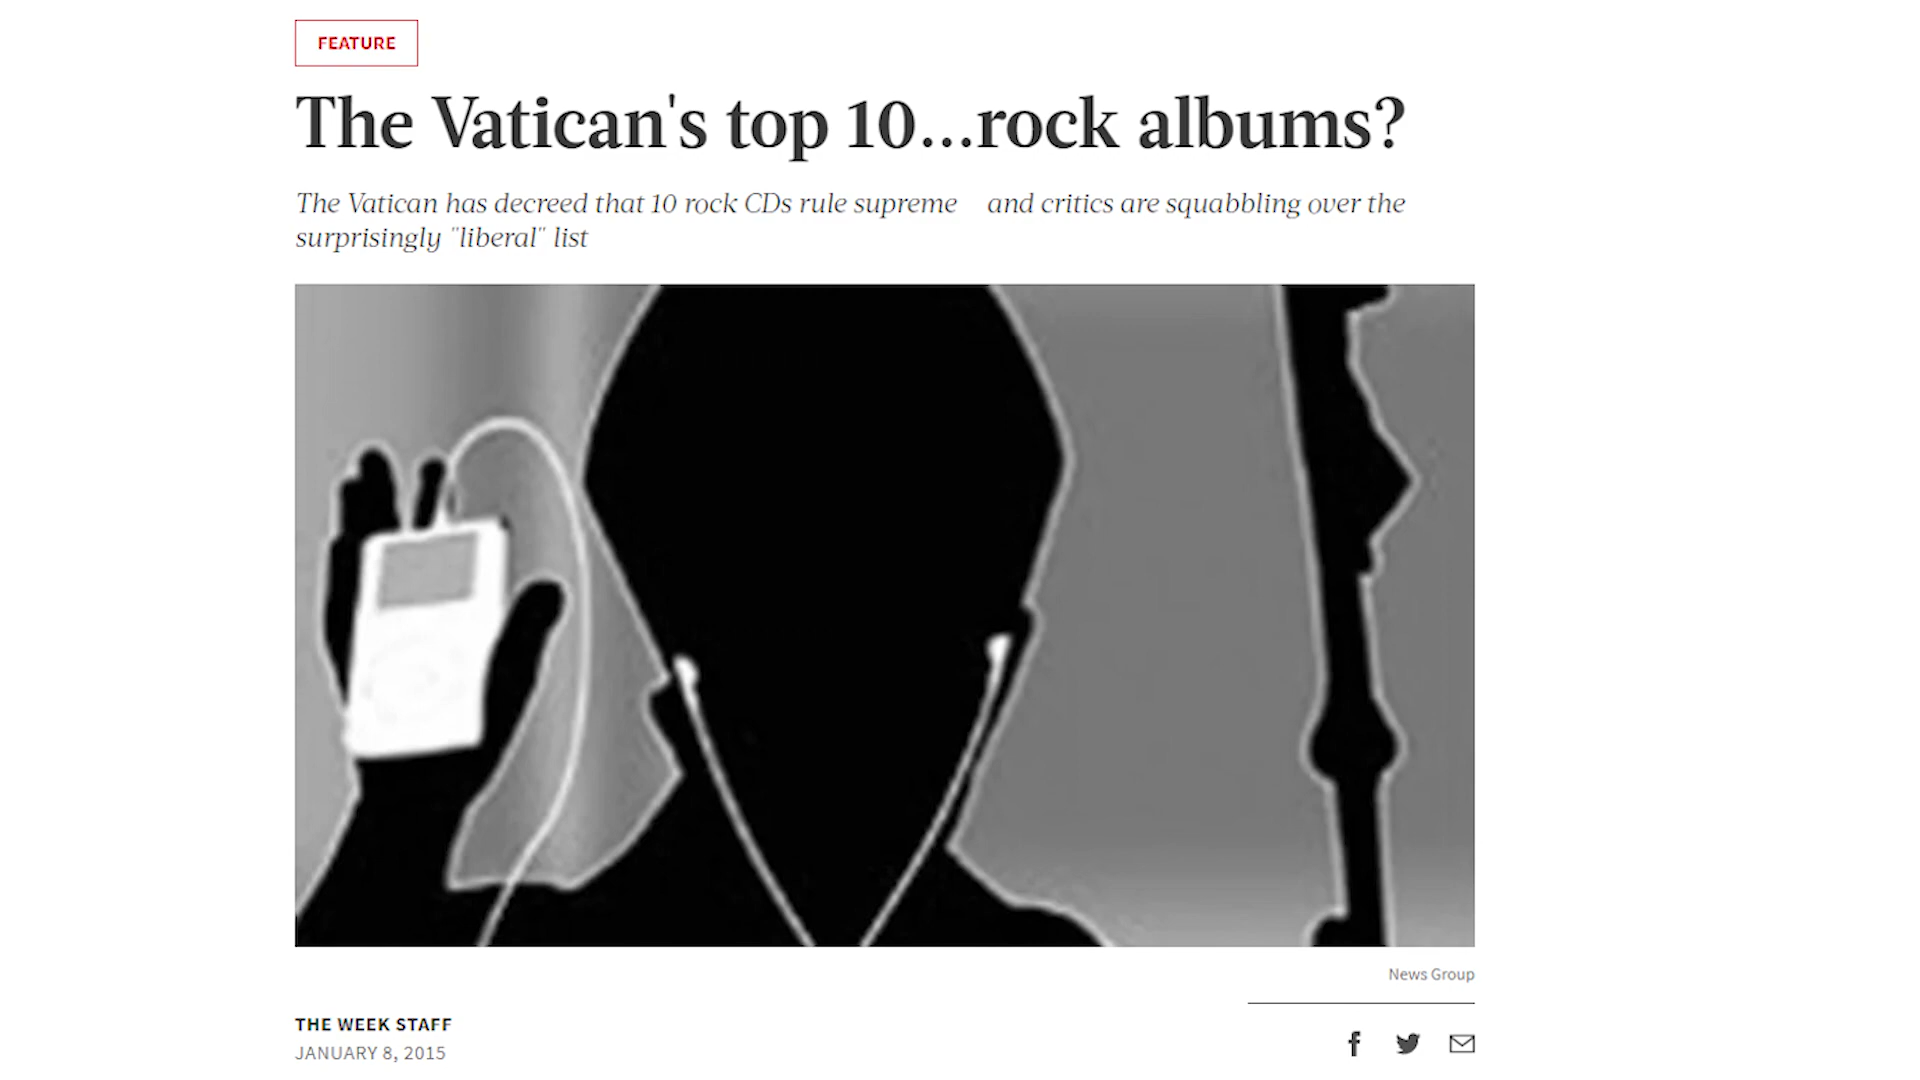 FEATURE
The Vatican's top 10...rock albums?
The Vatican has decreed that 10 rock CDs rule supreme and critics are squabbling over the
surprisingly "liberal" list
News Group
THE WEEK STAFF
JANUARY 8, 2015